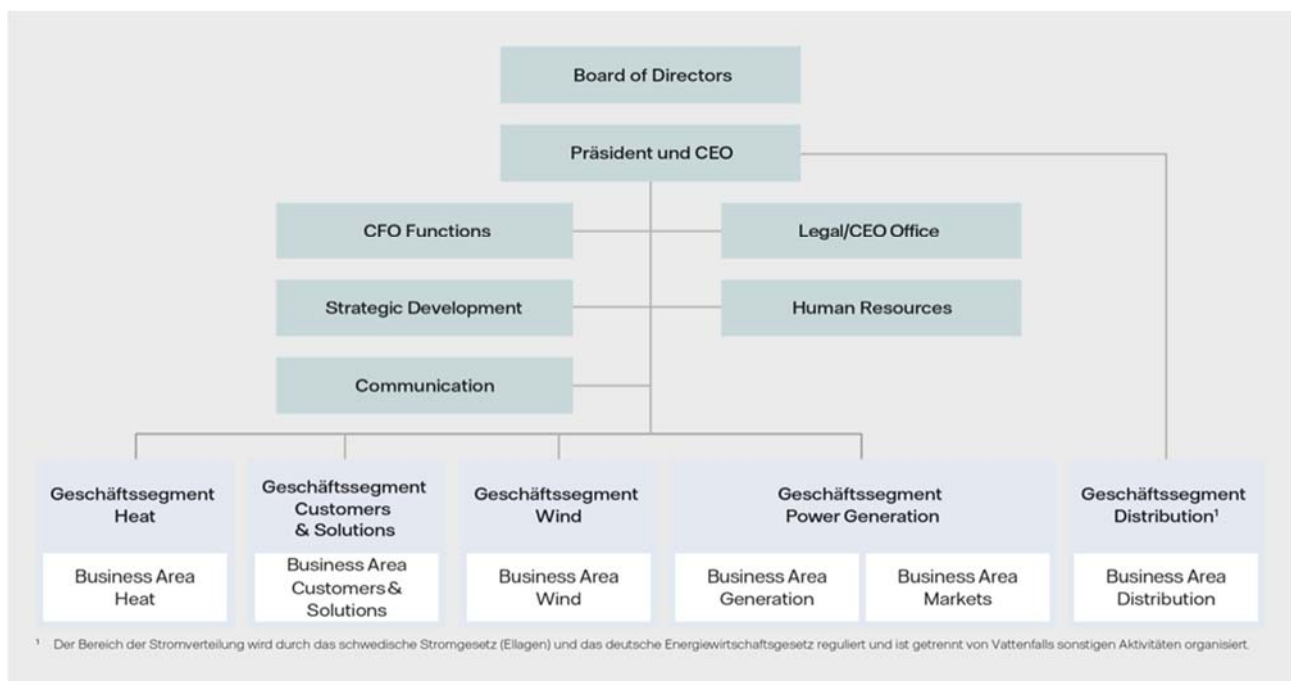 Board of Directors
Präsident und CEO
CFO Functions
Legal/CEO Office
Strategic Development
Human Resources
Communication
Geschäftssegment
Heat
Geschäftssegment
Customers
& Solutions
Geschäftssegment
Wind
Geschäftssegment
Power Generation
Geschäftssegment
Distribution¹
Business Area
Heat
Business Area
Customers &
Solutions
Business Area
Wind
Business Area
Generation
Business Area
Markets
Business Area
Distribution
¹ Der Bereich der Stromverteilung wird durch das schwedische Stromgesetz (Ellagen) und das deutsche Energiewirtschaftsgesetz reguliert und ist getrennt von Vattenfalls sonstigen Aktivitäten organisiert.